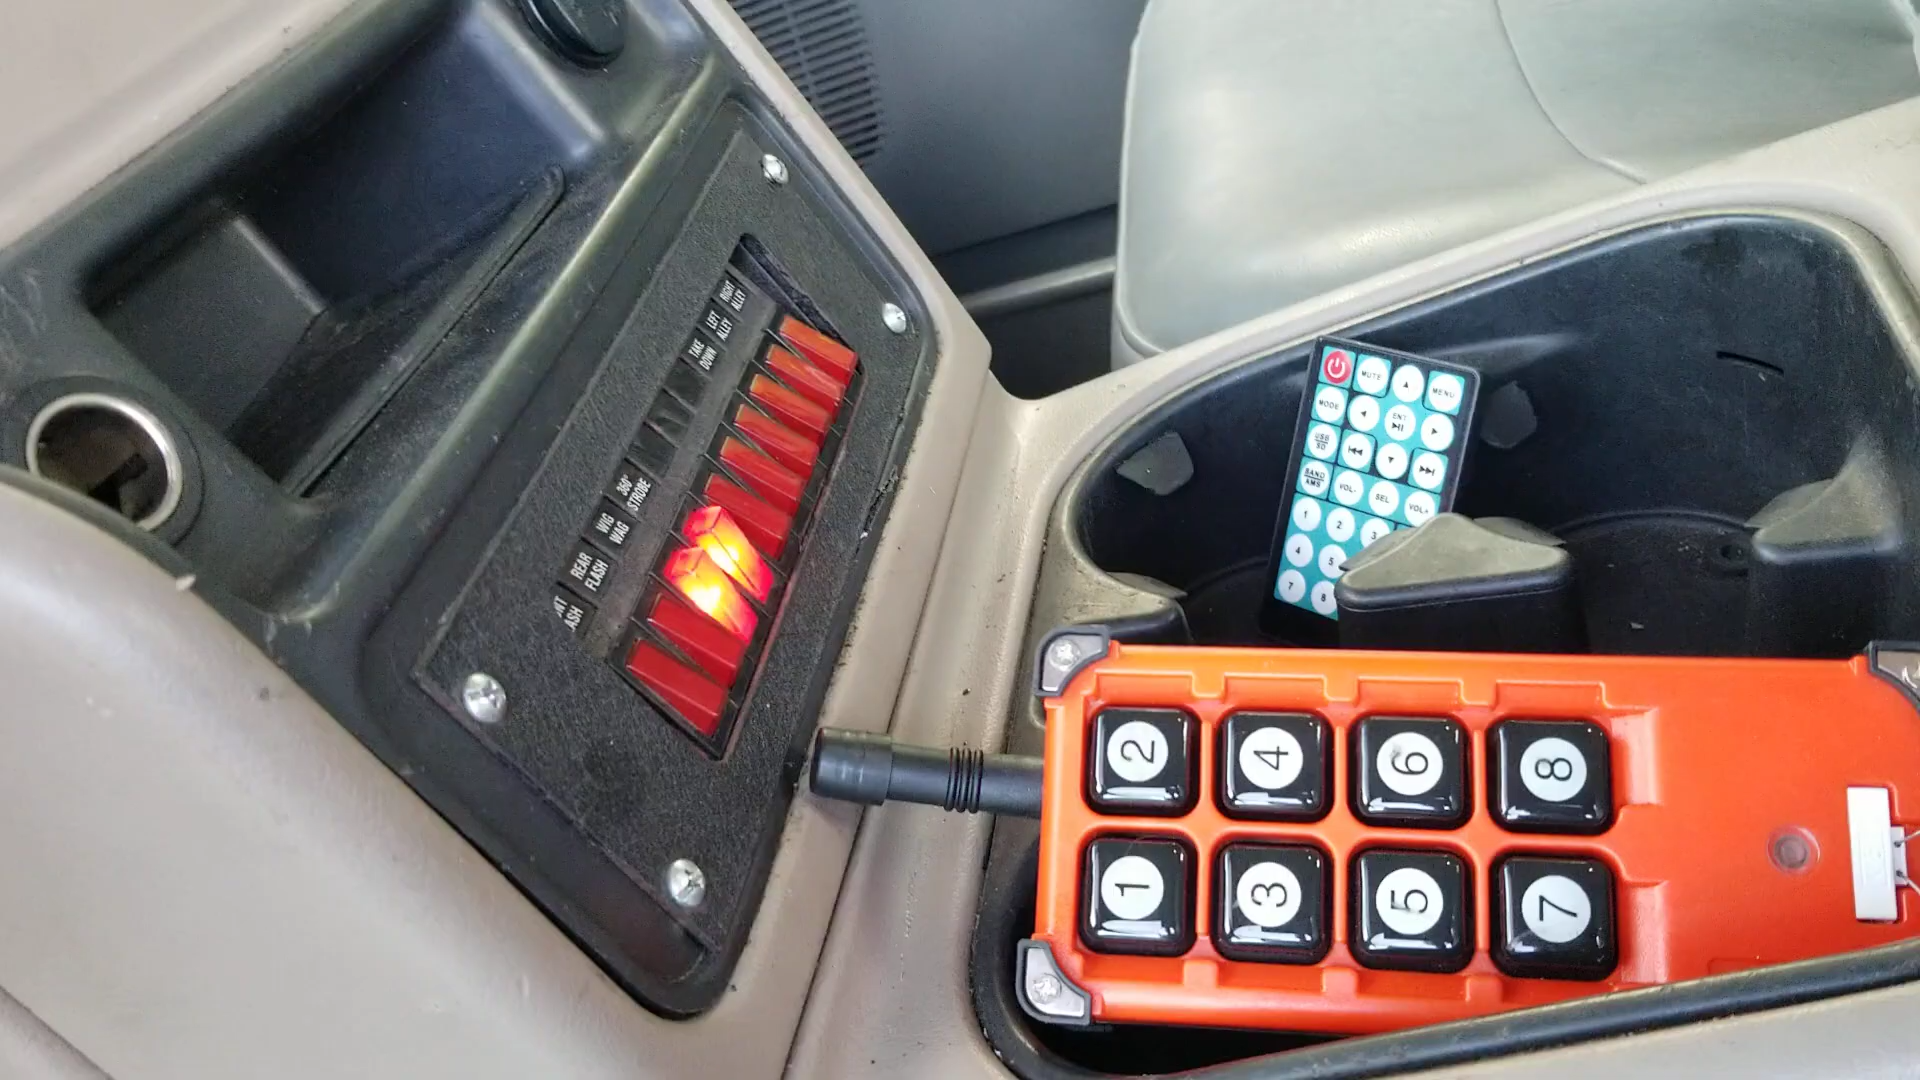 RIGHT
ALLEY
LEFT
ALLEY
TAKE
DOWN
360°
STROBE
WIG
WAG
REAR
FLASH
MUTE
MENU
MODE
ENT
USB
SD
BAND
AMS
VOL-
SEL
VOL+
1 2 3
4 5
7 8
2 4 6 8
1 3 5 7